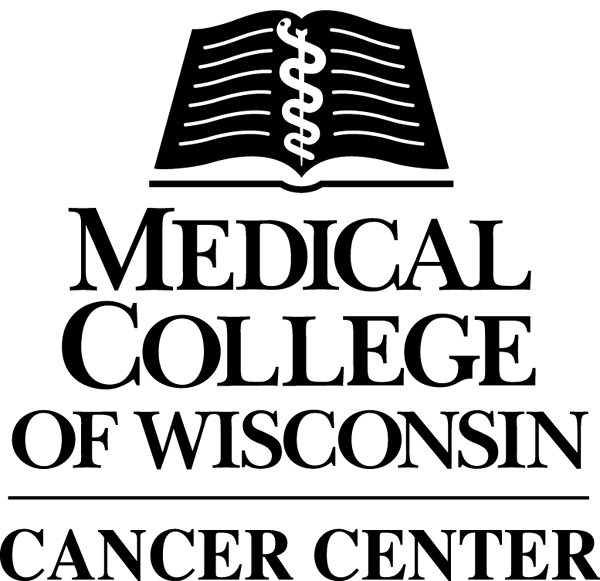 MEDICAL
COLLEGE
OF WISCONSIN
CANCER CENTER